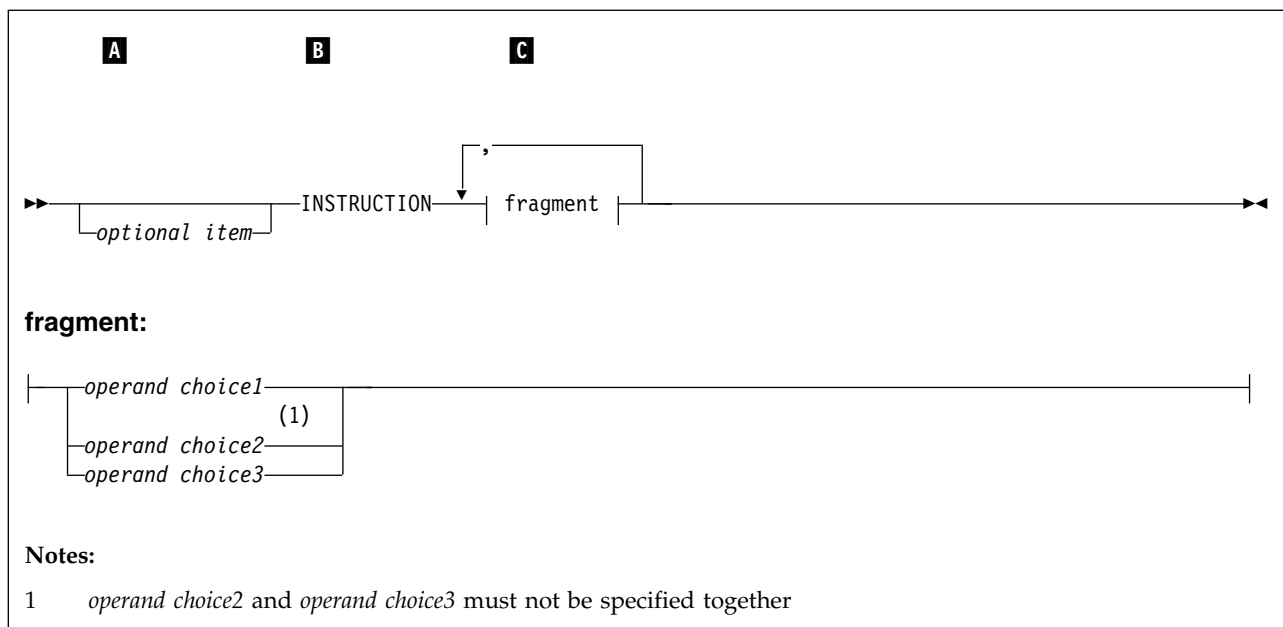 A B C
,
INSTRUCTION fragment
optional item
fragment:
operand choice1
(1)
operand choice2
operand choice3
Notes:
1 operand choice2 and operand choice3 must not be specified together